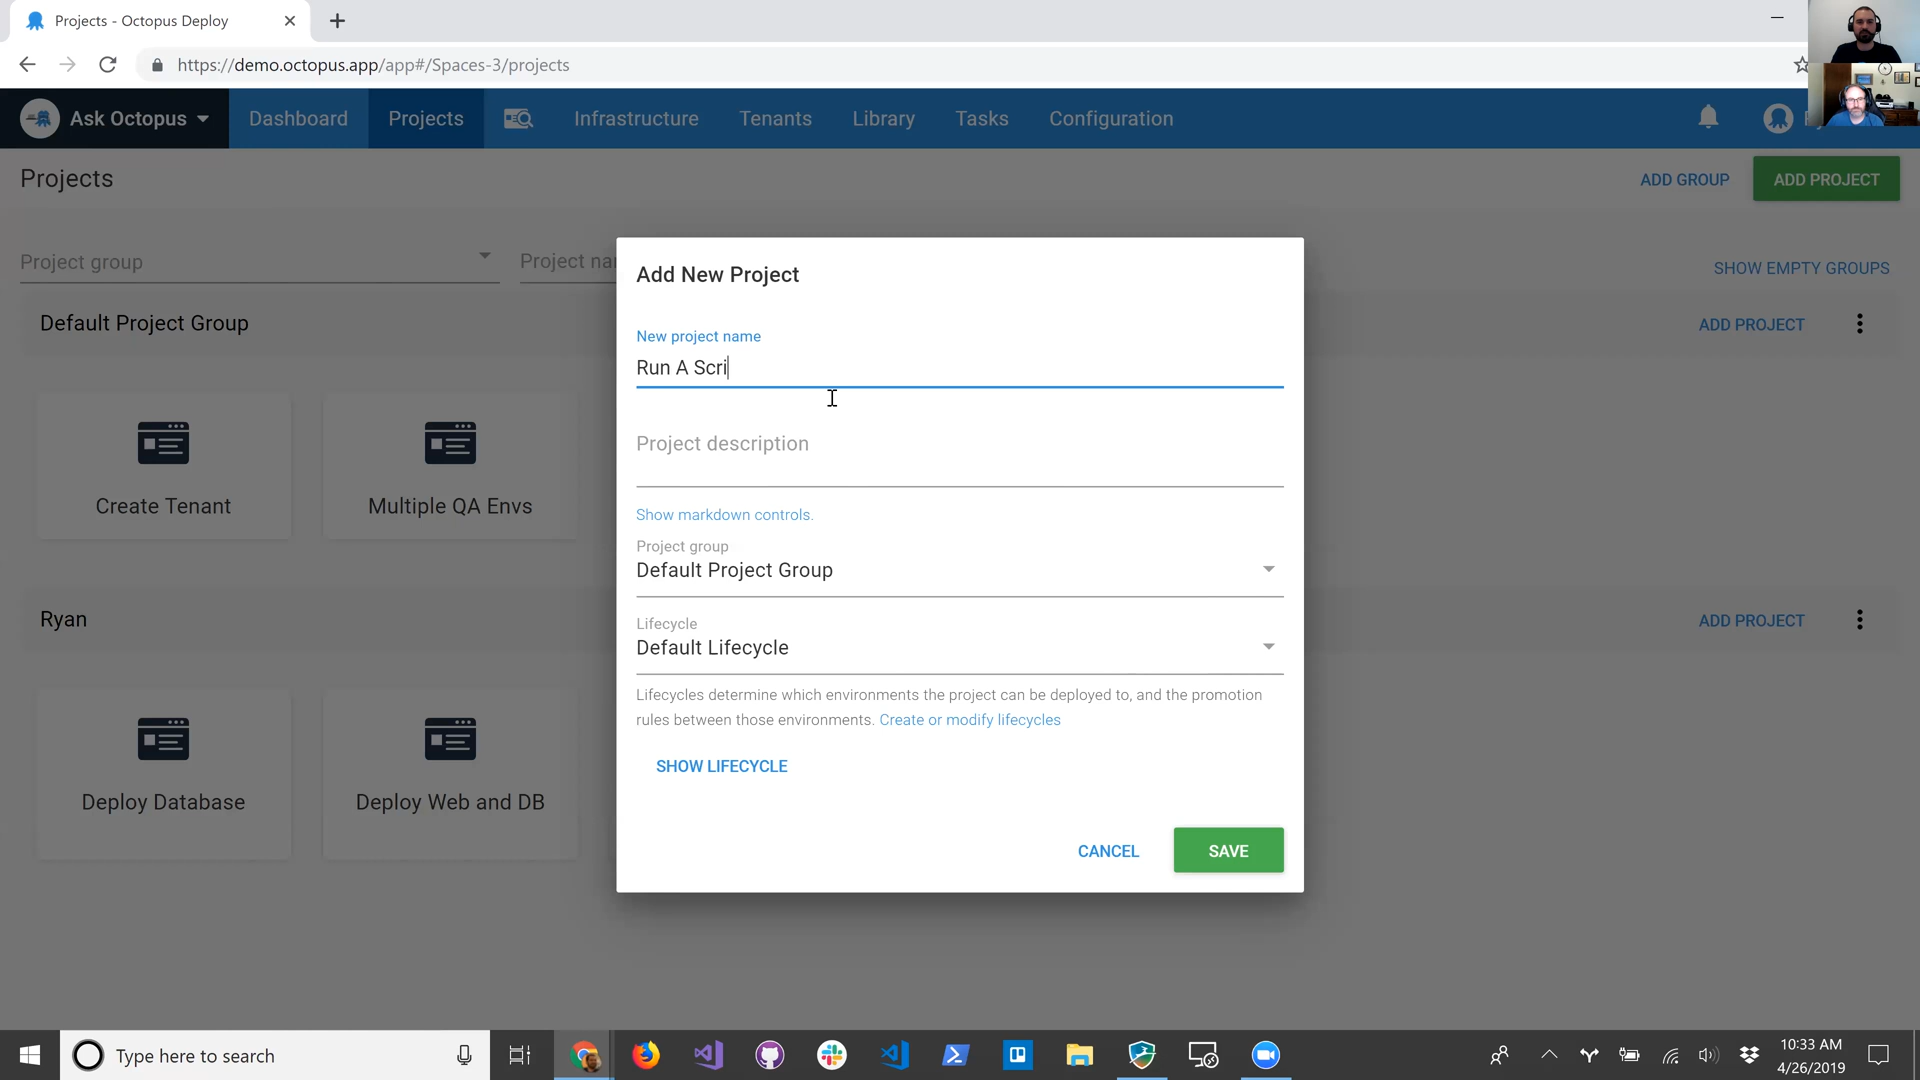 Projects - Octopus Deploy
https://demo.octopus.app/app#/Spaces-3/projects
Ask Octopus
Dashboard
Projects
Infrastructure
Tenants
Library
Tasks
Configuration
Projects
ADD GROUP
ADD PROJECT
Project group
Project na
SHOW EMPTY GROUPS
Default Project Group
ADD PROJECT
Create Tenant
Multiple QA Envs
Ryan
ADD PROJECT
Deploy Database
Deploy Web and DB
Add New Project
New project name
Run A Scri
Project description
Show markdown controls.
Project group
Default Project Group
Lifecycle
Default Lifecycle
Lifecycles determine which environments the project can be deployed to, and the promotion
rules between those environments. Create or modify lifecycles
SHOW LIFECYCLE
CANCEL
SAVE
Type here to search
10:33 AM
4/26/2019